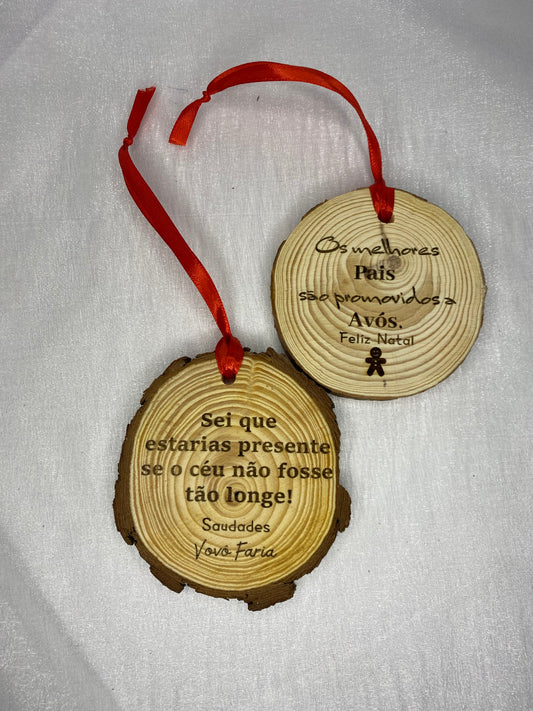 Os melhores
Pais
são promovidos a
Avós.
Feliz Natal
Sei que
estarias presente
se o céu não fosse
tão longe!
Saudades
Vovô Faria